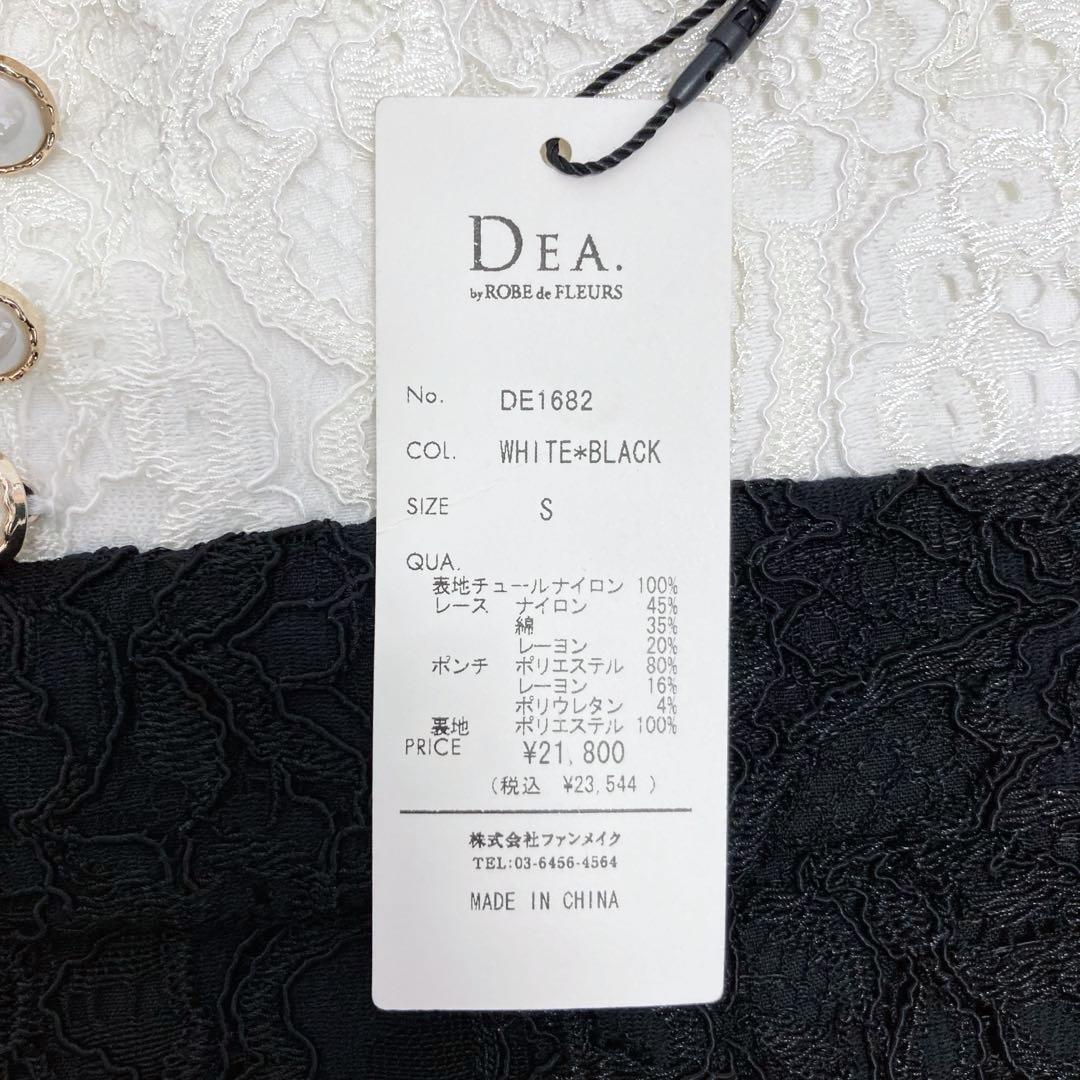 DEA.
by ROBE de FLEURS
No. DE1682
COL. WHITE*BLACK
SIZE S
QUA.
表地チュールナイロン 100%
レース ナイロン 45%
綿 35%
レーヨン 20%
ポンチ ポリエステル 80%
レーヨン 16%
ポリウレタン 4%
裏地 ポリエステル 100%
PRICE ¥21,800
(税込 ¥23,544 )
株式会社ファンメイク
TEL:03-6456-4564
MADE IN CHINA